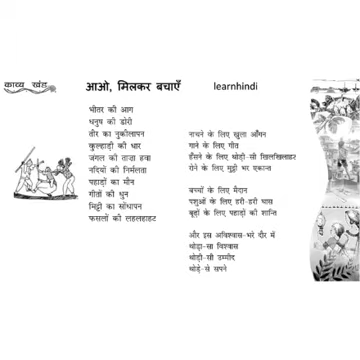 काव्य खंड
आओ, मिलकर बचाएँ
learnhindi
भीतर की आग
धनुष की डोरी
तीर का नुकीलापन
कुल्हाड़ी की धार
जंगल की ताज़ा हवा
नदियों की निर्मलता
पहाड़ों का मौन
गीतों की धुन
मिट्टी का सोंधापन
फसलों की लहलहाहट
नाचने के लिए खुला आँगन
गाने के लिए गीत
हँसने के लिए थोड़ी-सी खिलखिलाहट
रोने के लिए मुट्ठी भर एकान्त
बच्चों के लिए मैदान
पशुओं के लिए हरी-हरी घास
बूढ़ों के लिए पहाड़ों की शान्ति
और इस अविश्वास-भरे दौर में
थोड़ा-सा विश्वास
थोड़ी-सी उम्मीद
थोड़े-से सपने